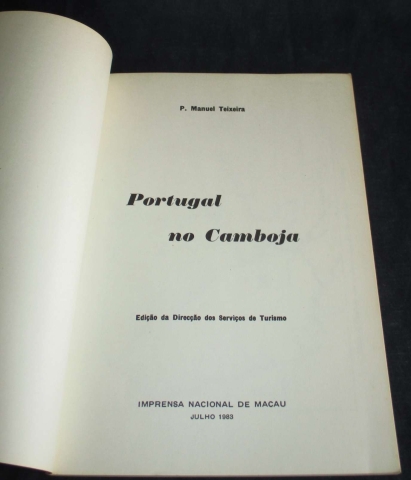 P. Manuel Teixeira
Portugal
no Camboja
Edição da Direcção dos Serviços de Turismo
IMPRENSA NACIONAL DE MACAU
JULHO 1983